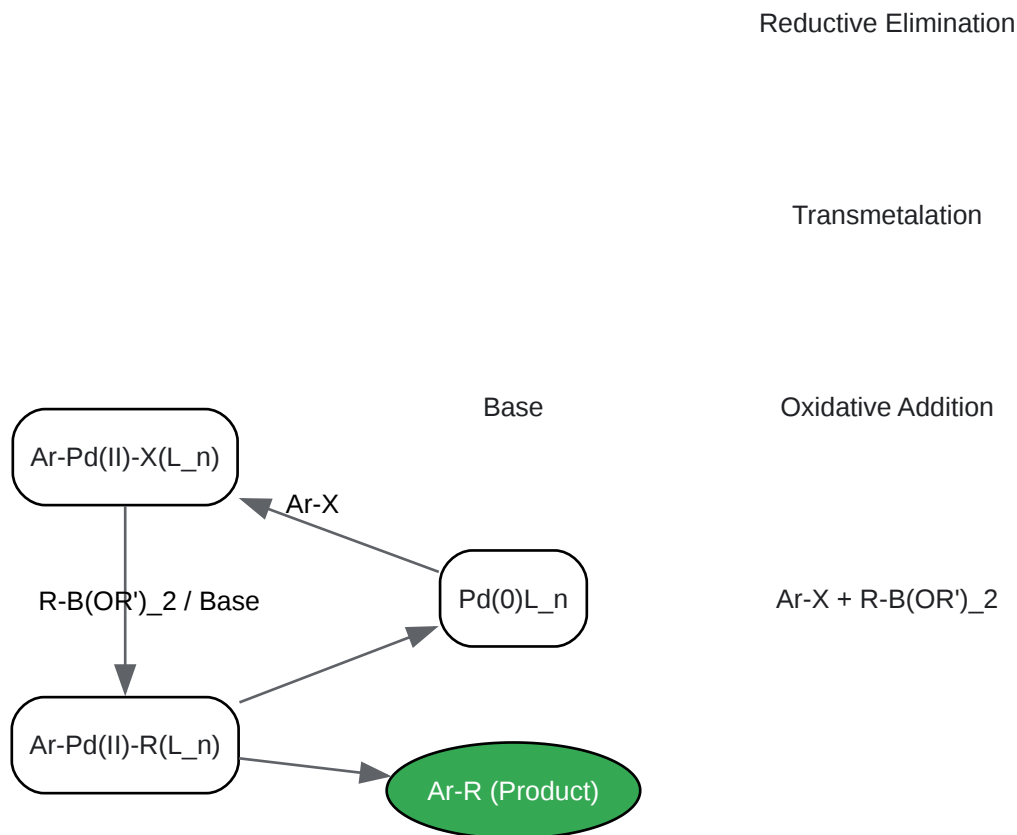 Reductive Elimination
Transmetalation
Base
Oxidative Addition
Ar-Pd(II)-X(L_n)
Ar-X
R-B(OR')_2 / Base
Pd(0)L_n
Ar-X + R-B(OR')_2
Ar-Pd(II)-R(L_n)
Ar-R (Product)